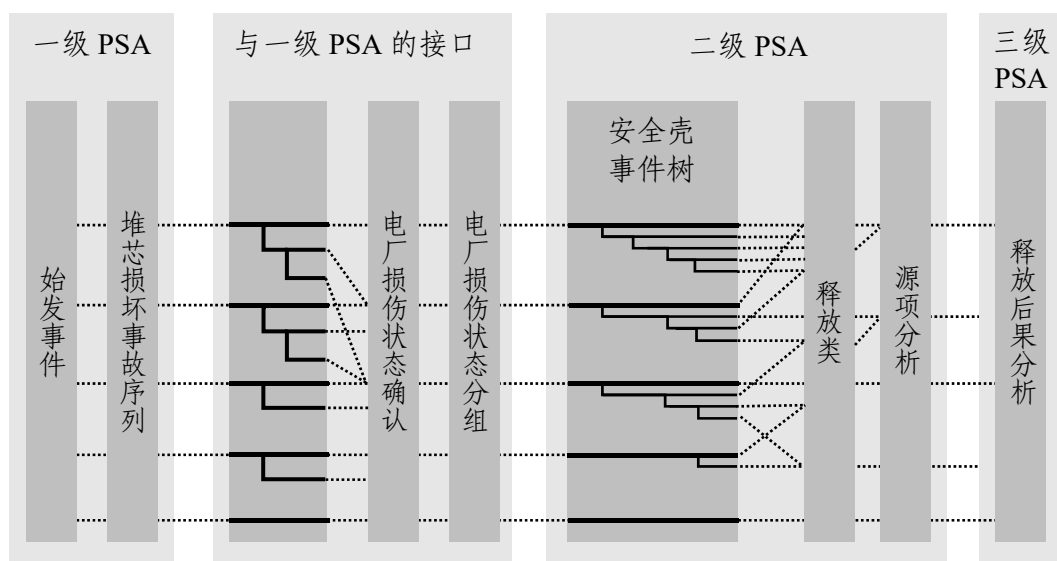 一级 PSA
与一级 PSA 的接口
二级 PSA
三级
PSA
始发事件
堆芯损坏事故序列
电厂损伤状态确认
电厂损伤状态分组
安全壳
事件树
释放类
源项分析
释放后果分析